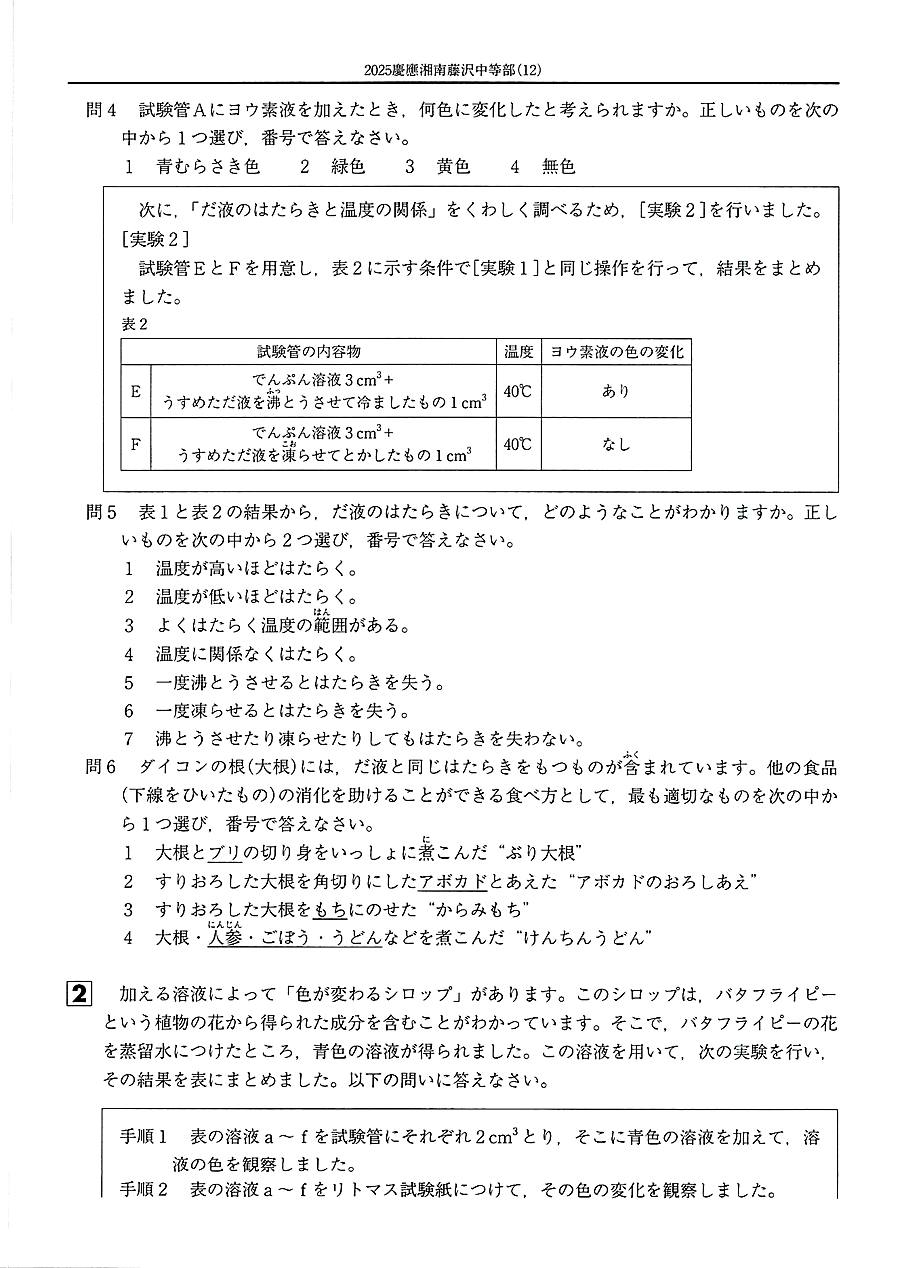 2025慶應湘南藤沢中等部(12)
問4 試験管Aにヨウ素液を加えたとき，何色に変化したと考えられますか。正しいものを次の
中から1つ選び，番号で答えなさい。
1 青むらさき色 2 緑色 3 黄色 4 無色
次に，「だ液のはたらきと温度の関係」をくわしく調べるため，[実験2]を行いました。
[実験2]
試験管EとFを用意し，表2に示す条件で[実験1]と同じ操作を行って，結果をまとめ
ました。
表2
試験管の内容物 温度 ヨウ素液の色の変化
E でんぷん溶液3cm³+
うすめただ液を沸とうさせて冷ましたもの1cm³ 40℃ あり
F でんぷん溶液3cm³+
うすめただ液を凍らせてとかしたもの1cm³ 40℃ なし
問5 表1と表2の結果から，だ液のはたらきについて，どのようなことがわかりますか。正し
いものを次の中から2つ選び，番号で答えなさい。
1 温度が高いほどはたらく。
2 温度が低いほどはたらく。
3 よくはたらく温度の範囲がある。
4 温度に関係なくはたらく。
5 一度沸とうさせるとはたらきを失う。
6 一度凍らせるとはたらきを失う。
7 沸とうさせたり凍らせたりしてもはたらきを失わない。
問6 ダイコンの根(大根)には，だ液と同じはたらきをもつものが含まれています。他の食品
(下線をひいたもの)の消化を助けることができる食べ方として，最も適切なものを次の中か
ら1つ選び，番号で答えなさい。
1 大根とブリの切り身をいっしょに煮こんだ“ぶり大根”
2 すりおろした大根を角切りにしたアボカドとあえた“アボカドのおろしあえ”
3 すりおろした大根をもちにのせた“からみもち”
4 大根・人参・ごぼう・うどんなどを煮こんだ“けんちんうどん”
2 加える溶液によって「色が変わるシロップ」があります。このシロップは，バタフライピー
という植物の花から得られた成分を含むことがわかっています。そこで，バタフライピーの花
を蒸留水につけたところ，青色の溶液が得られました。この溶液を用いて，次の実験を行い，
その結果を表にまとめました。以下の問いに答えなさい。
手順1 表の溶液a～fを試験管にそれぞれ2cm³とり，そこに青色の溶液を加えて，溶
液の色を観察しました。
手順2 表の溶液a～fをリトマス試験紙につけて，その色の変化を観察しました。